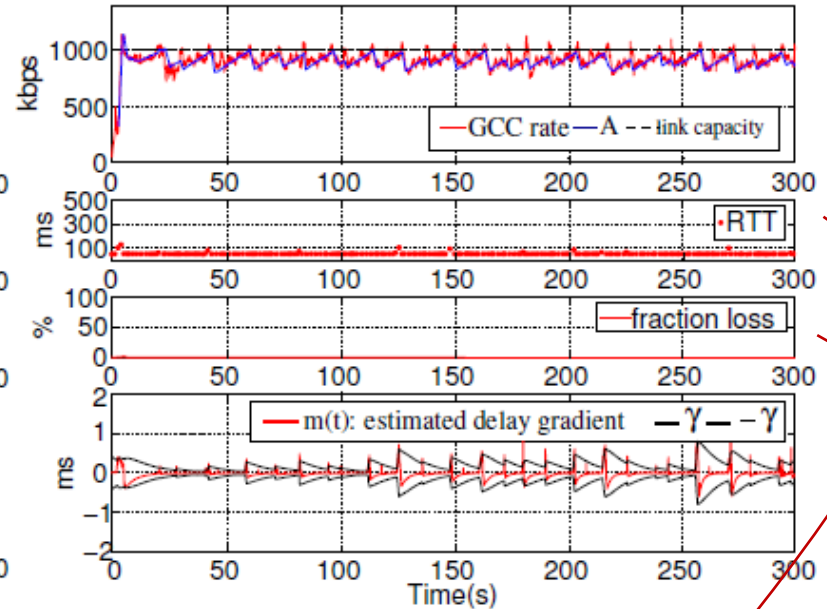 kbps
1000
500
0
GCC rate A link capacity
0 50 100 150 200 250 300
ms
500
300
100
RTT
0 50 100 150 200 250 300
%
100
50
0
fraction loss
0 50 100 150 200 250 300
ms
2
1
0
−1
−2
m(t): estimated delay gradient γ −γ
0 50 100 150 200 250 300
Time(s)